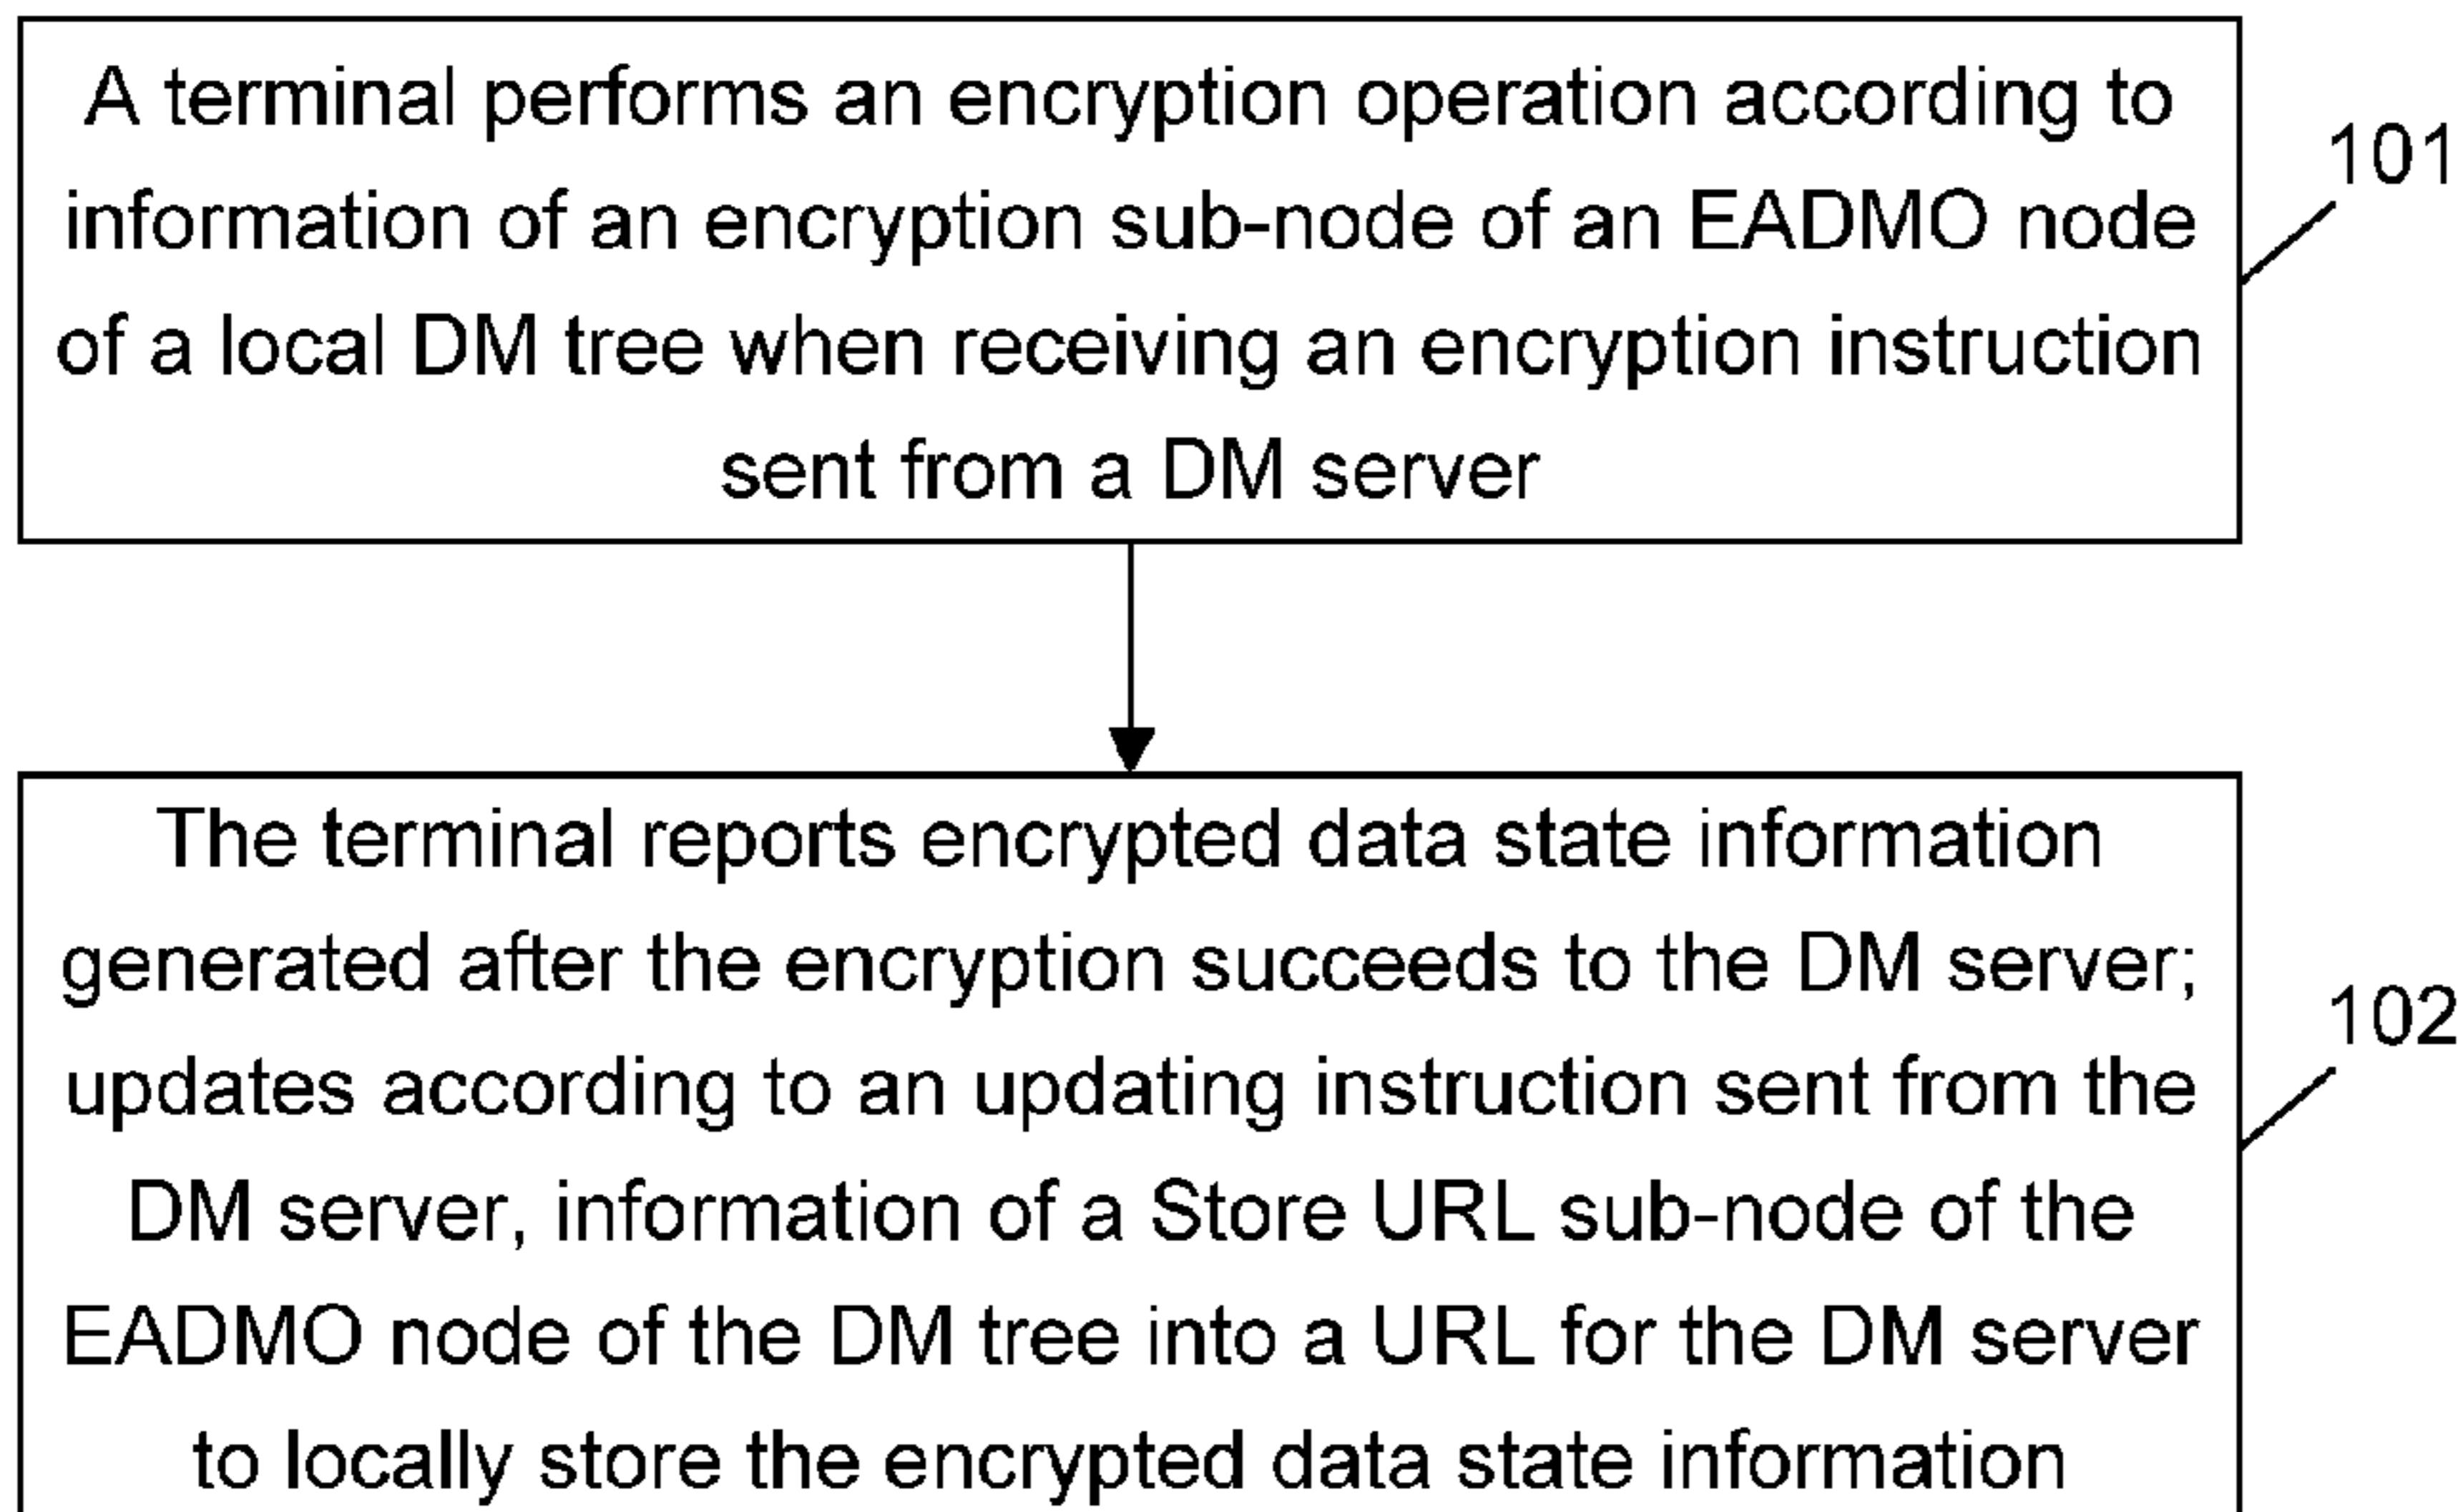 A terminal performs an encryption operation according to
information of an encryption sub-node of an EADMO node
of a local DM tree when receiving an encryption instruction
sent from a DM server
101
The terminal reports encrypted data state information
generated after the encryption succeeds to the DM server;
updates according to an updating instruction sent from the
DM server, information of a Store URL sub-node of the
EADMO node of the DM tree into a URL for the DM server
to locally store the encrypted data state information
102